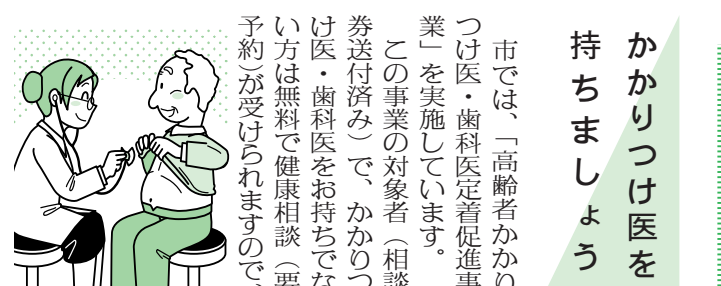 かかりつけ医を
持ちましょう
市では、「高齢者かかり
つけ医・歯科医定着促進事
業」を実施しています。
この事業の対象者（相談
券送付済み）で、かかりつ
け医・歯科医をお持ちでな
い方は無料で健康相談（要
予約）が受けられますので、